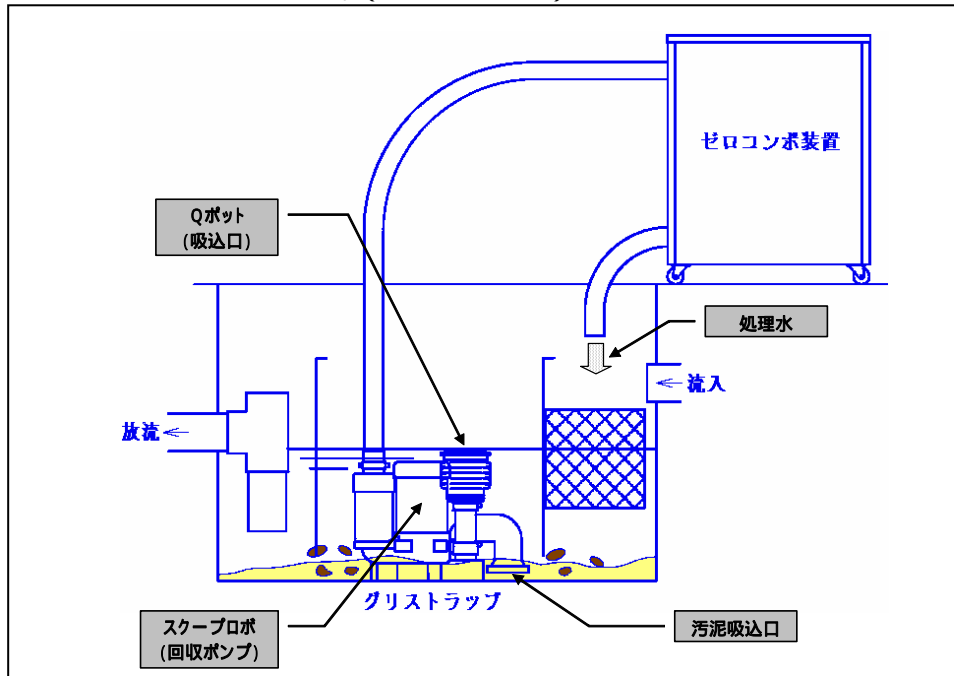 ゼロコンポ装置
Qポット
(吸込口)
処理水
←流入
放流←
グリストラップ
スクープロボ
(回収ポンプ)
汚泥吸込口